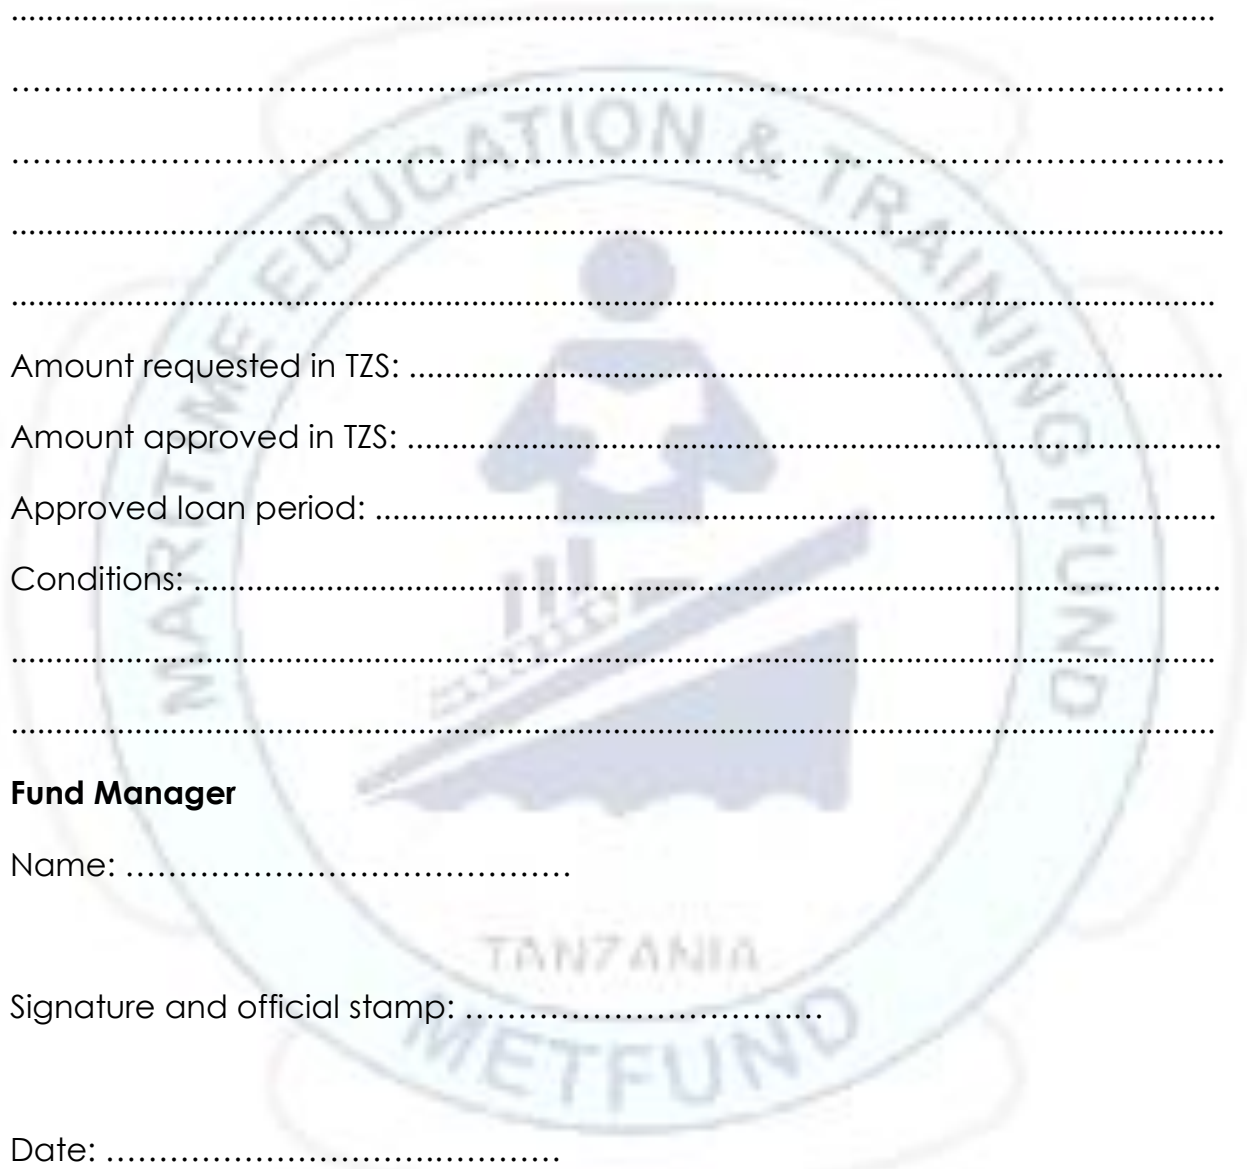 ....................................................................................................................................
....................................................................................................................................
....................................................................................................................................
....................................................................................................................................
....................................................................................................................................
Amount requested in TZS: ............................................................................................
Amount approved in TZS: ............................................................................................
Approved loan period: ...............................................................................................
Conditions: ....................................................................................................................
....................................................................................................................................
....................................................................................................................................
Fund Manager
Name: ……………………………………
Signature and official stamp: …………………………….
Date: …………………………………….
MARITIME EDUCATION & TRAINING FUND
TANZANIA
METFUND